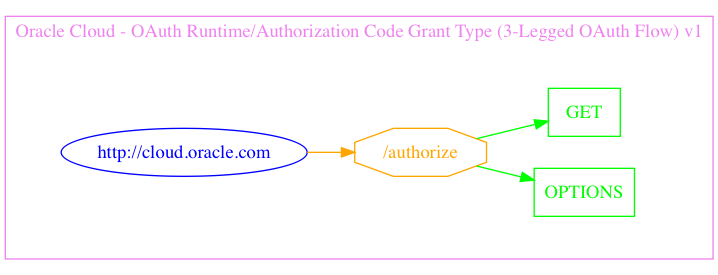 Oracle Cloud - OAuth Runtime/Authorization Code Grant Type (3-Legged OAuth Flow) v1
GET
http://cloud.oracle.com
/authorize
OPTIONS